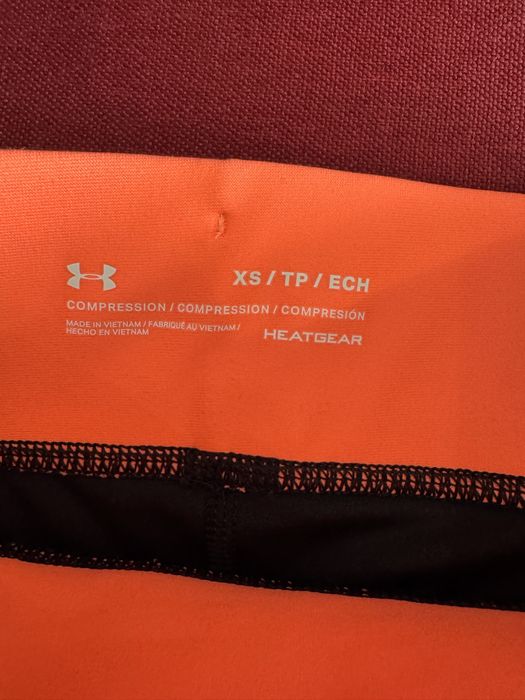 XS / TP / ECH
COMPRESSION / COMPRESSION / COMPRESIÓN
MADE IN VIETNAM / FABRIQUÉ AU VIETNAM /
HECHO EN VIETNAM
HEATGEAR